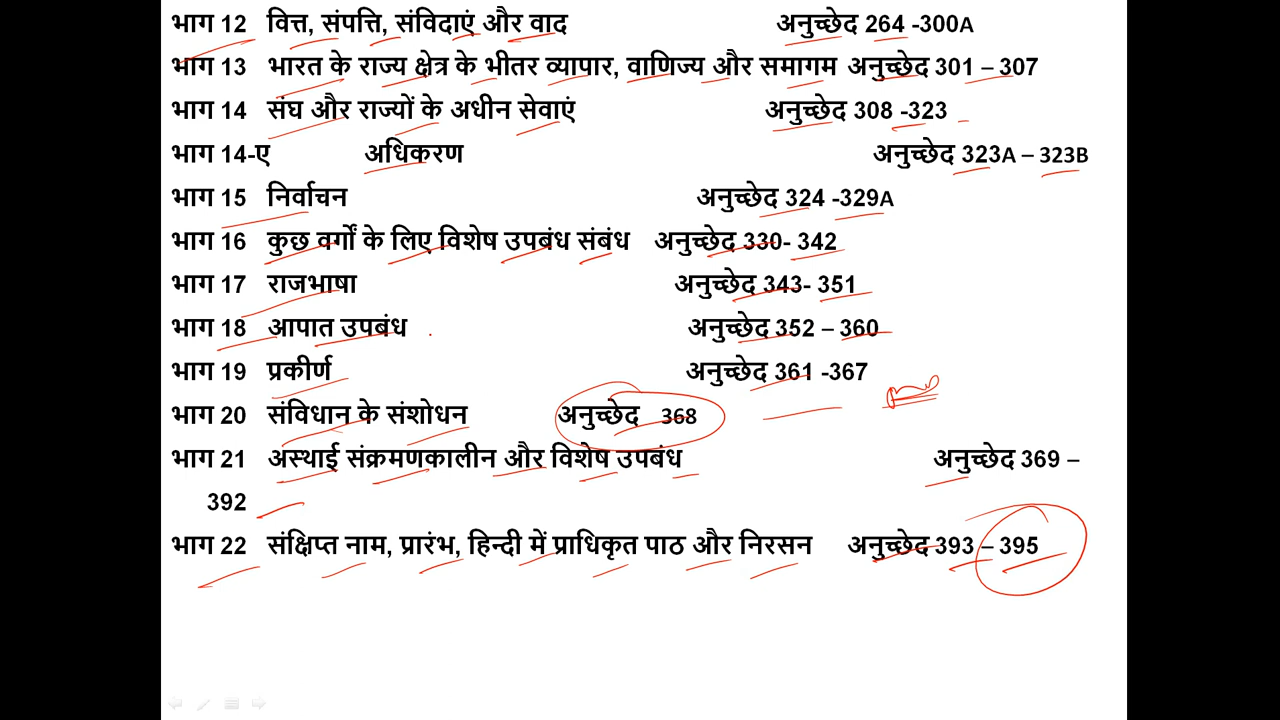 भाग 12 वित्त, संपत्ति, संविदाएं और वाद अनुच्छेद 264 -300A
भाग 13 भारत के राज्य क्षेत्र के भीतर व्यापार, वाणिज्य और समागम अनुच्छेद 301 – 307
भाग 14 संघ और राज्यों के अधीन सेवाएं अनुच्छेद 308 -323
भाग 14-ए अधिकरण अनुच्छेद 323A – 323B
भाग 15 निर्वाचन अनुच्छेद 324 -329A
भाग 16 कुछ वर्गों के लिए विशेष उपबंध संबंध अनुच्छेद 330- 342
भाग 17 राजभाषा अनुच्छेद 343- 351
भाग 18 आपात उपबंध अनुच्छेद 352 – 360
भाग 19 प्रकीर्ण अनुच्छेद 361 -367
भाग 20 संविधान के संशोधन अनुच्छेद 368
भाग 21 अस्थाई संक्रमणकालीन और विशेष उपबंध अनुच्छेद 369 –
392
भाग 22 संक्षिप्त नाम, प्रारंभ, हिन्दी में प्राधिकृत पाठ और निरसन अनुच्छेद 393 – 395